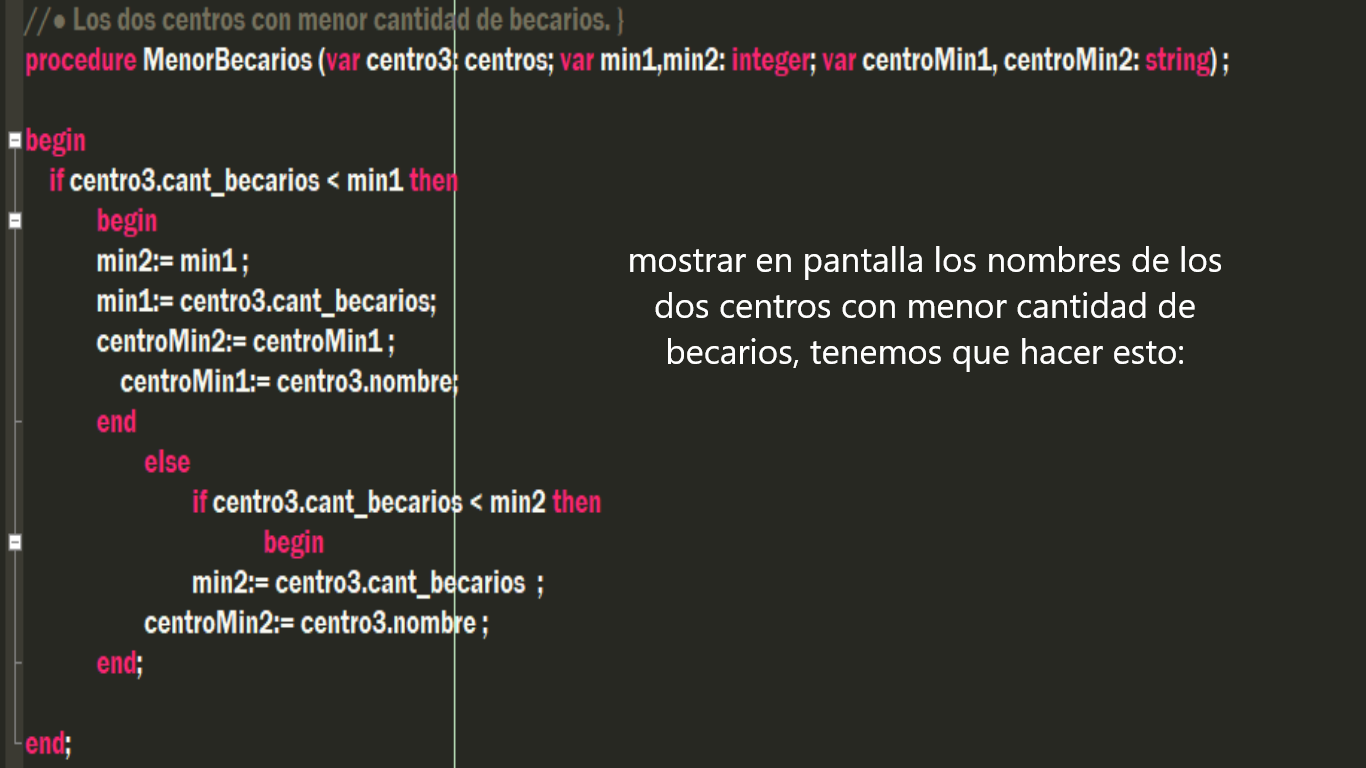 //● Los dos centros con menor cantidad de becarios. }
procedure MenorBecarios (var centro3: centros; var min1,min2: integer; var centroMin1, centroMin2: string) ;
begin
if centro3.cant_becarios < min1 then
begin
min2:= min1 ;
min1:= centro3.cant_becarios;
centroMin2:= centroMin1 ;
centroMin1:= centro3.nombre;
end
else
if centro3.cant_becarios < min2 then
begin
min2:= centro3.cant_becarios ;
centroMin2:= centro3.nombre ;
end;
end;
mostrar en pantalla los nombres de los
dos centros con menor cantidad de
becarios, tenemos que hacer esto: